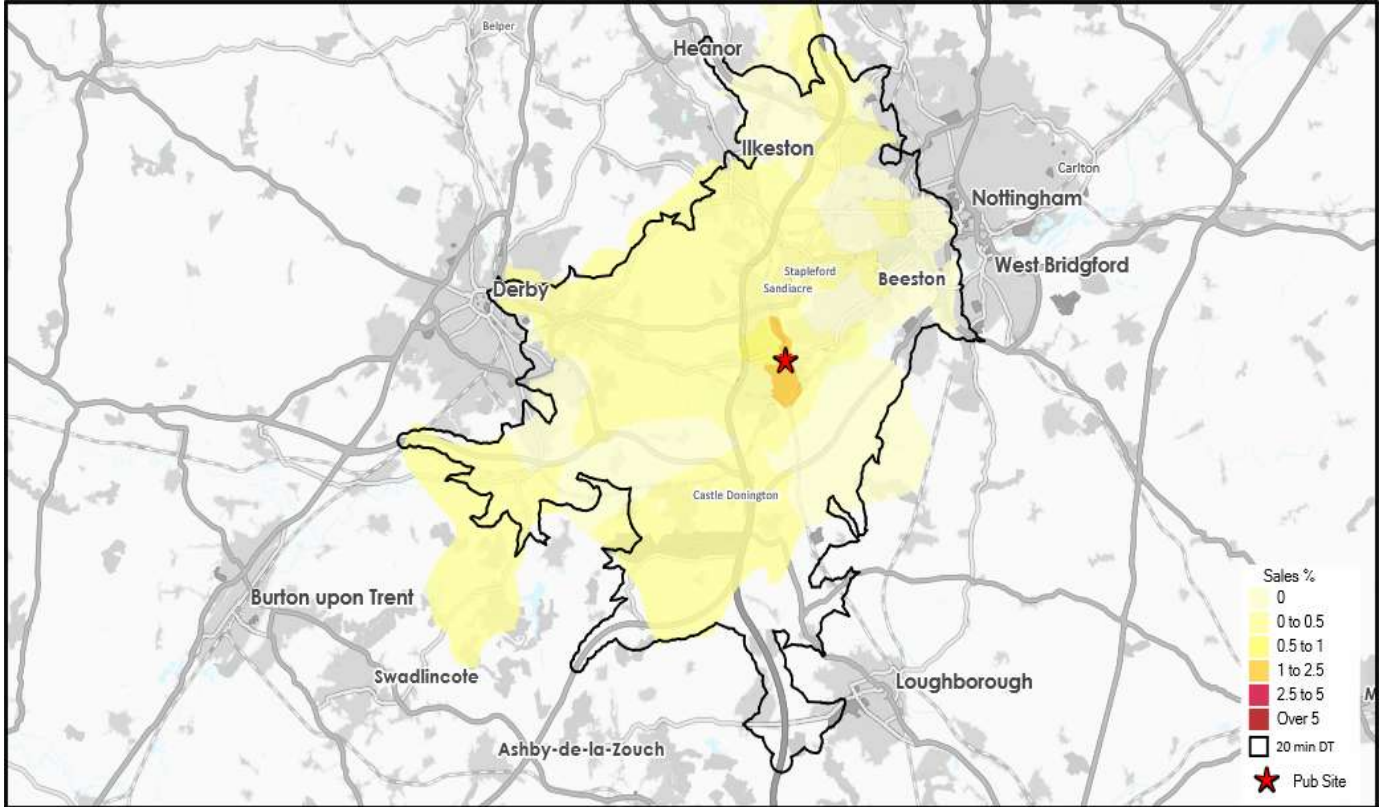 Belper
Heanor
Ilkeston
Carlton
Nottingham
West Bridgford
Stapleford
Beeston
Sandiacre
Derby
Castle Donington
Burton upon Trent
Swadlincote
Loughborough
Ashby-de-la-Zouch
M
Sales %
0
0 to 0.5
0.5 to 1
1 to 2.5
2.5 to 5
Over 5
20 min DT
Pub Site